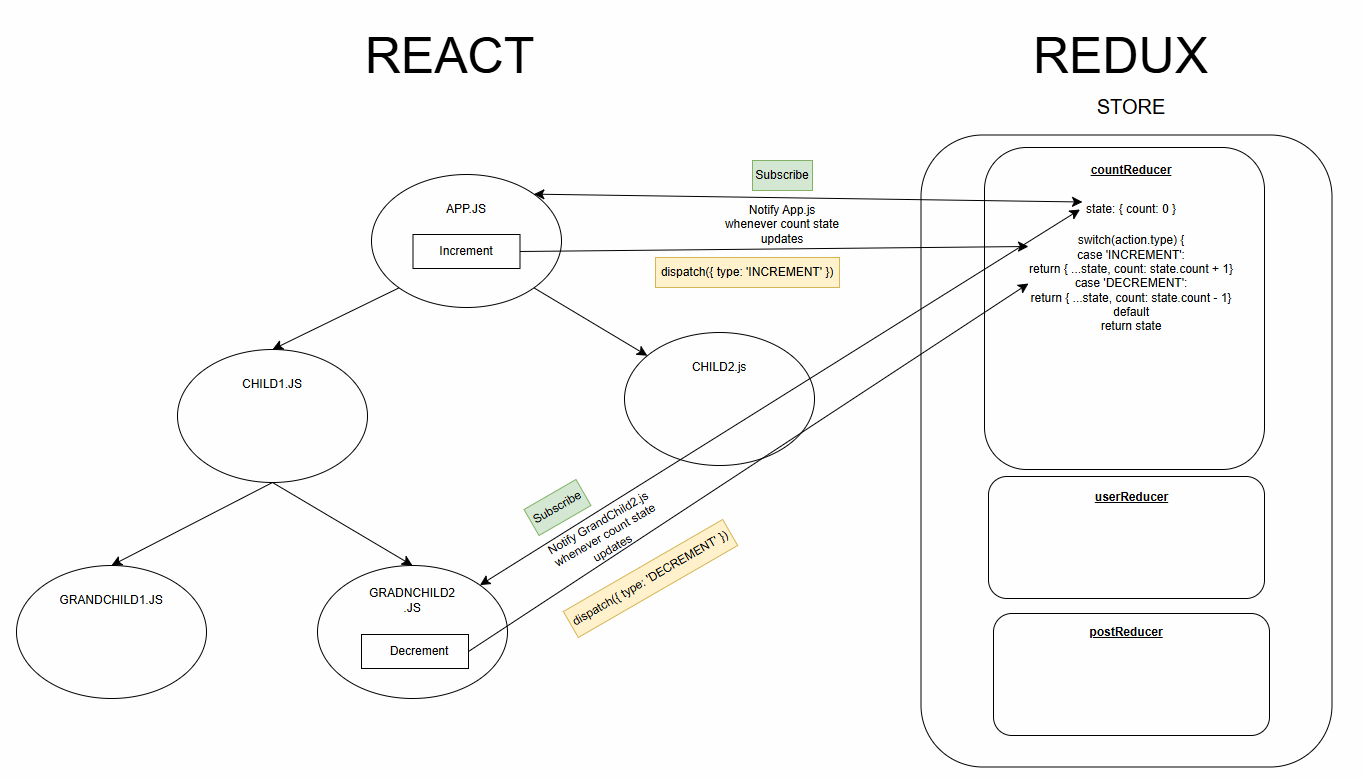 REACT
REDUX
STORE
Subscribe
countReducer
APP.JS
Notify App.js
whenever count state
updates
state: { count: 0 }
Increment
dispatch({ type: 'INCREMENT' })
switch(action.type) {
case 'INCREMENT':
return { ...state, count: state.count + 1}
case 'DECREMENT':
return { ...state, count: state.count - 1}
default
return state
CHILD1.JS
CHILD2.js
Subscribe
Notify GrandChild2.js
whenever count state
updates
dispatch({ type: 'DECREMENT' })
userReducer
GRANDCHILD1.JS
GRADNCHILD2
.JS
Decrement
postReducer